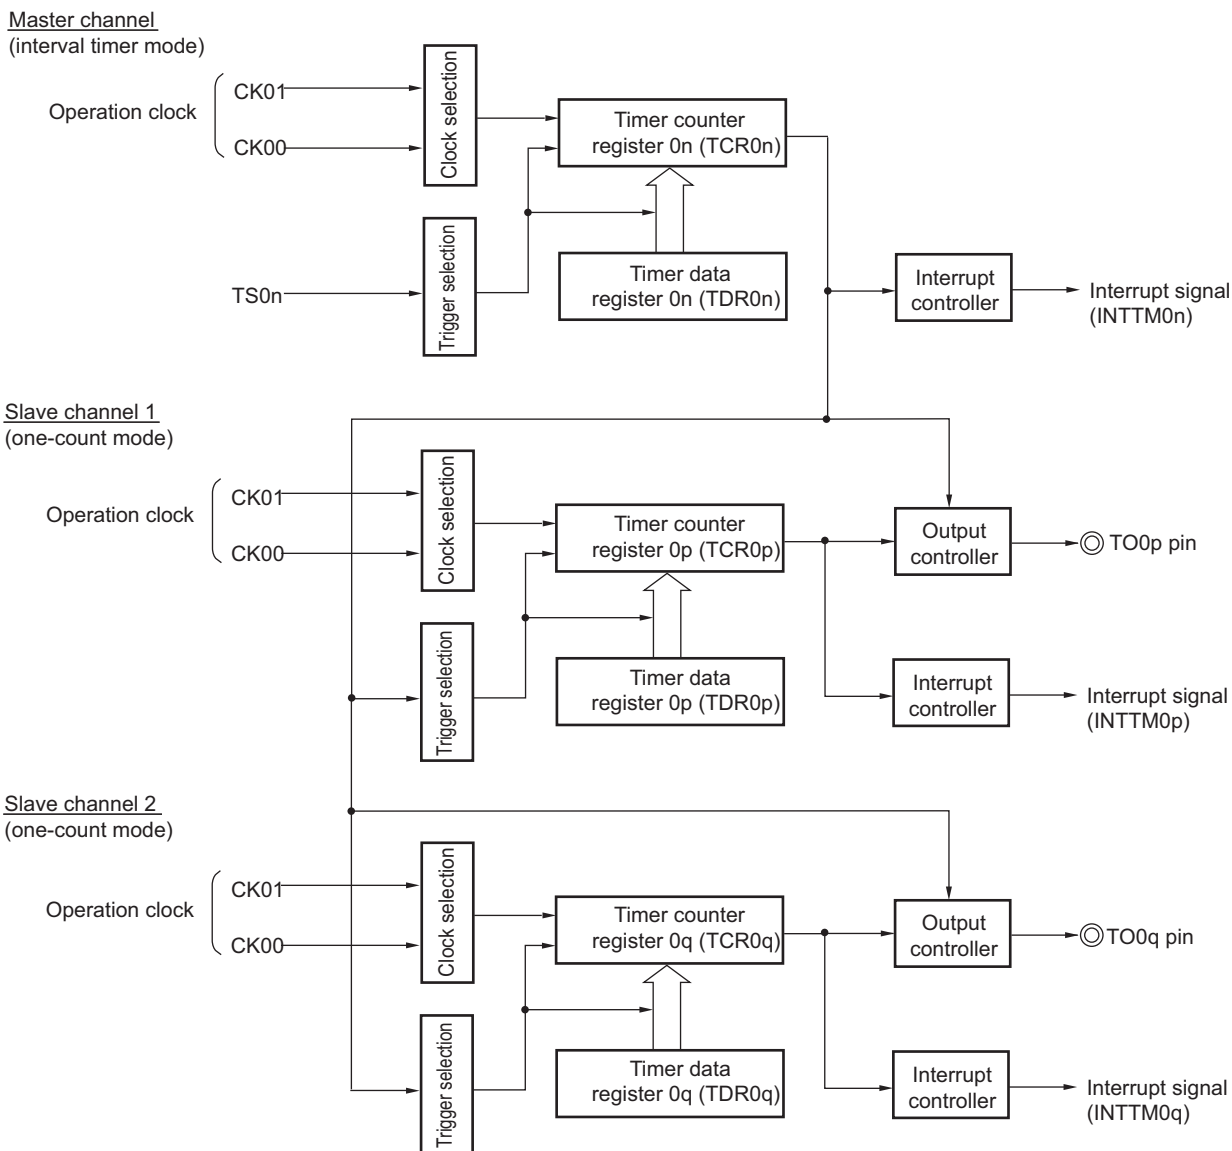 Master channel
(interval timer mode)
Operation clock
CK01
CK00
Clock selection
Timer counter
register 0n (TCR0n)
TS0n
Trigger selection
Timer data
register 0n (TDR0n)
Interrupt
controller
Interrupt signal
(INTTM0n)
Slave channel 1
(one-count mode)
Operation clock
CK01
CK00
Clock selection
Timer counter
register 0p (TCR0p)
Output
controller
TO0p pin
Trigger selection
Timer data
register 0p (TDR0p)
Interrupt
controller
Interrupt signal
(INTTM0p)
Slave channel 2
(one-count mode)
Operation clock
CK01
CK00
Clock selection
Timer counter
register 0q (TCR0q)
Output
controller
TO0q pin
Trigger selection
Timer data
register 0q (TDR0q)
Interrupt
controller
Interrupt signal
(INTTM0q)